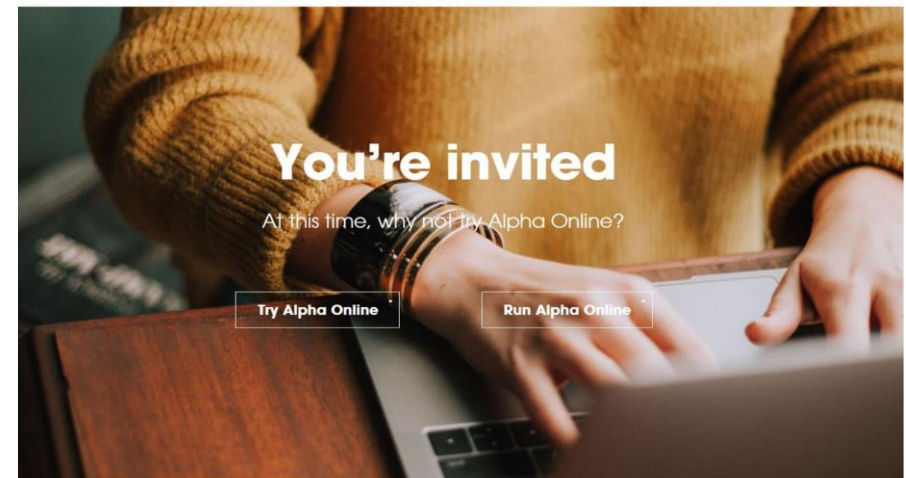 You're invited
At this time, why not try Alpha Online?
Try Alpha Online
Run Alpha Online